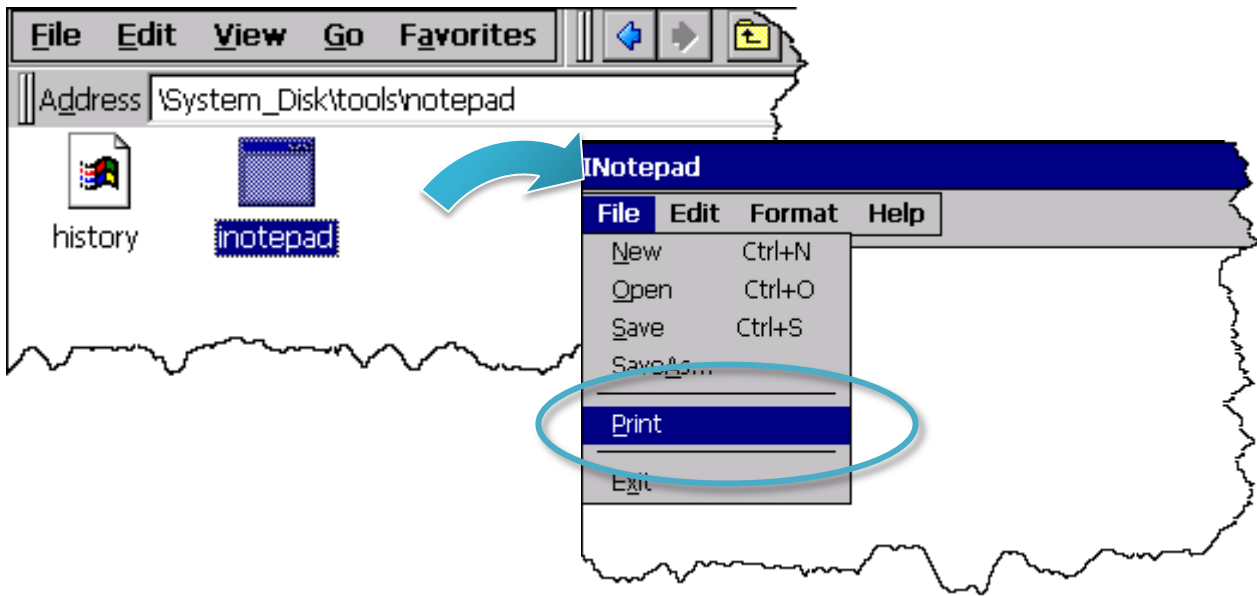 File Edit View Go Favorites
Address \System_Disk\tools\notepad
history inotepad
INotepad
File Edit Format Help
New Ctrl+N
Open Ctrl+O
Save Ctrl+S
SaveAs...
Print
Exit